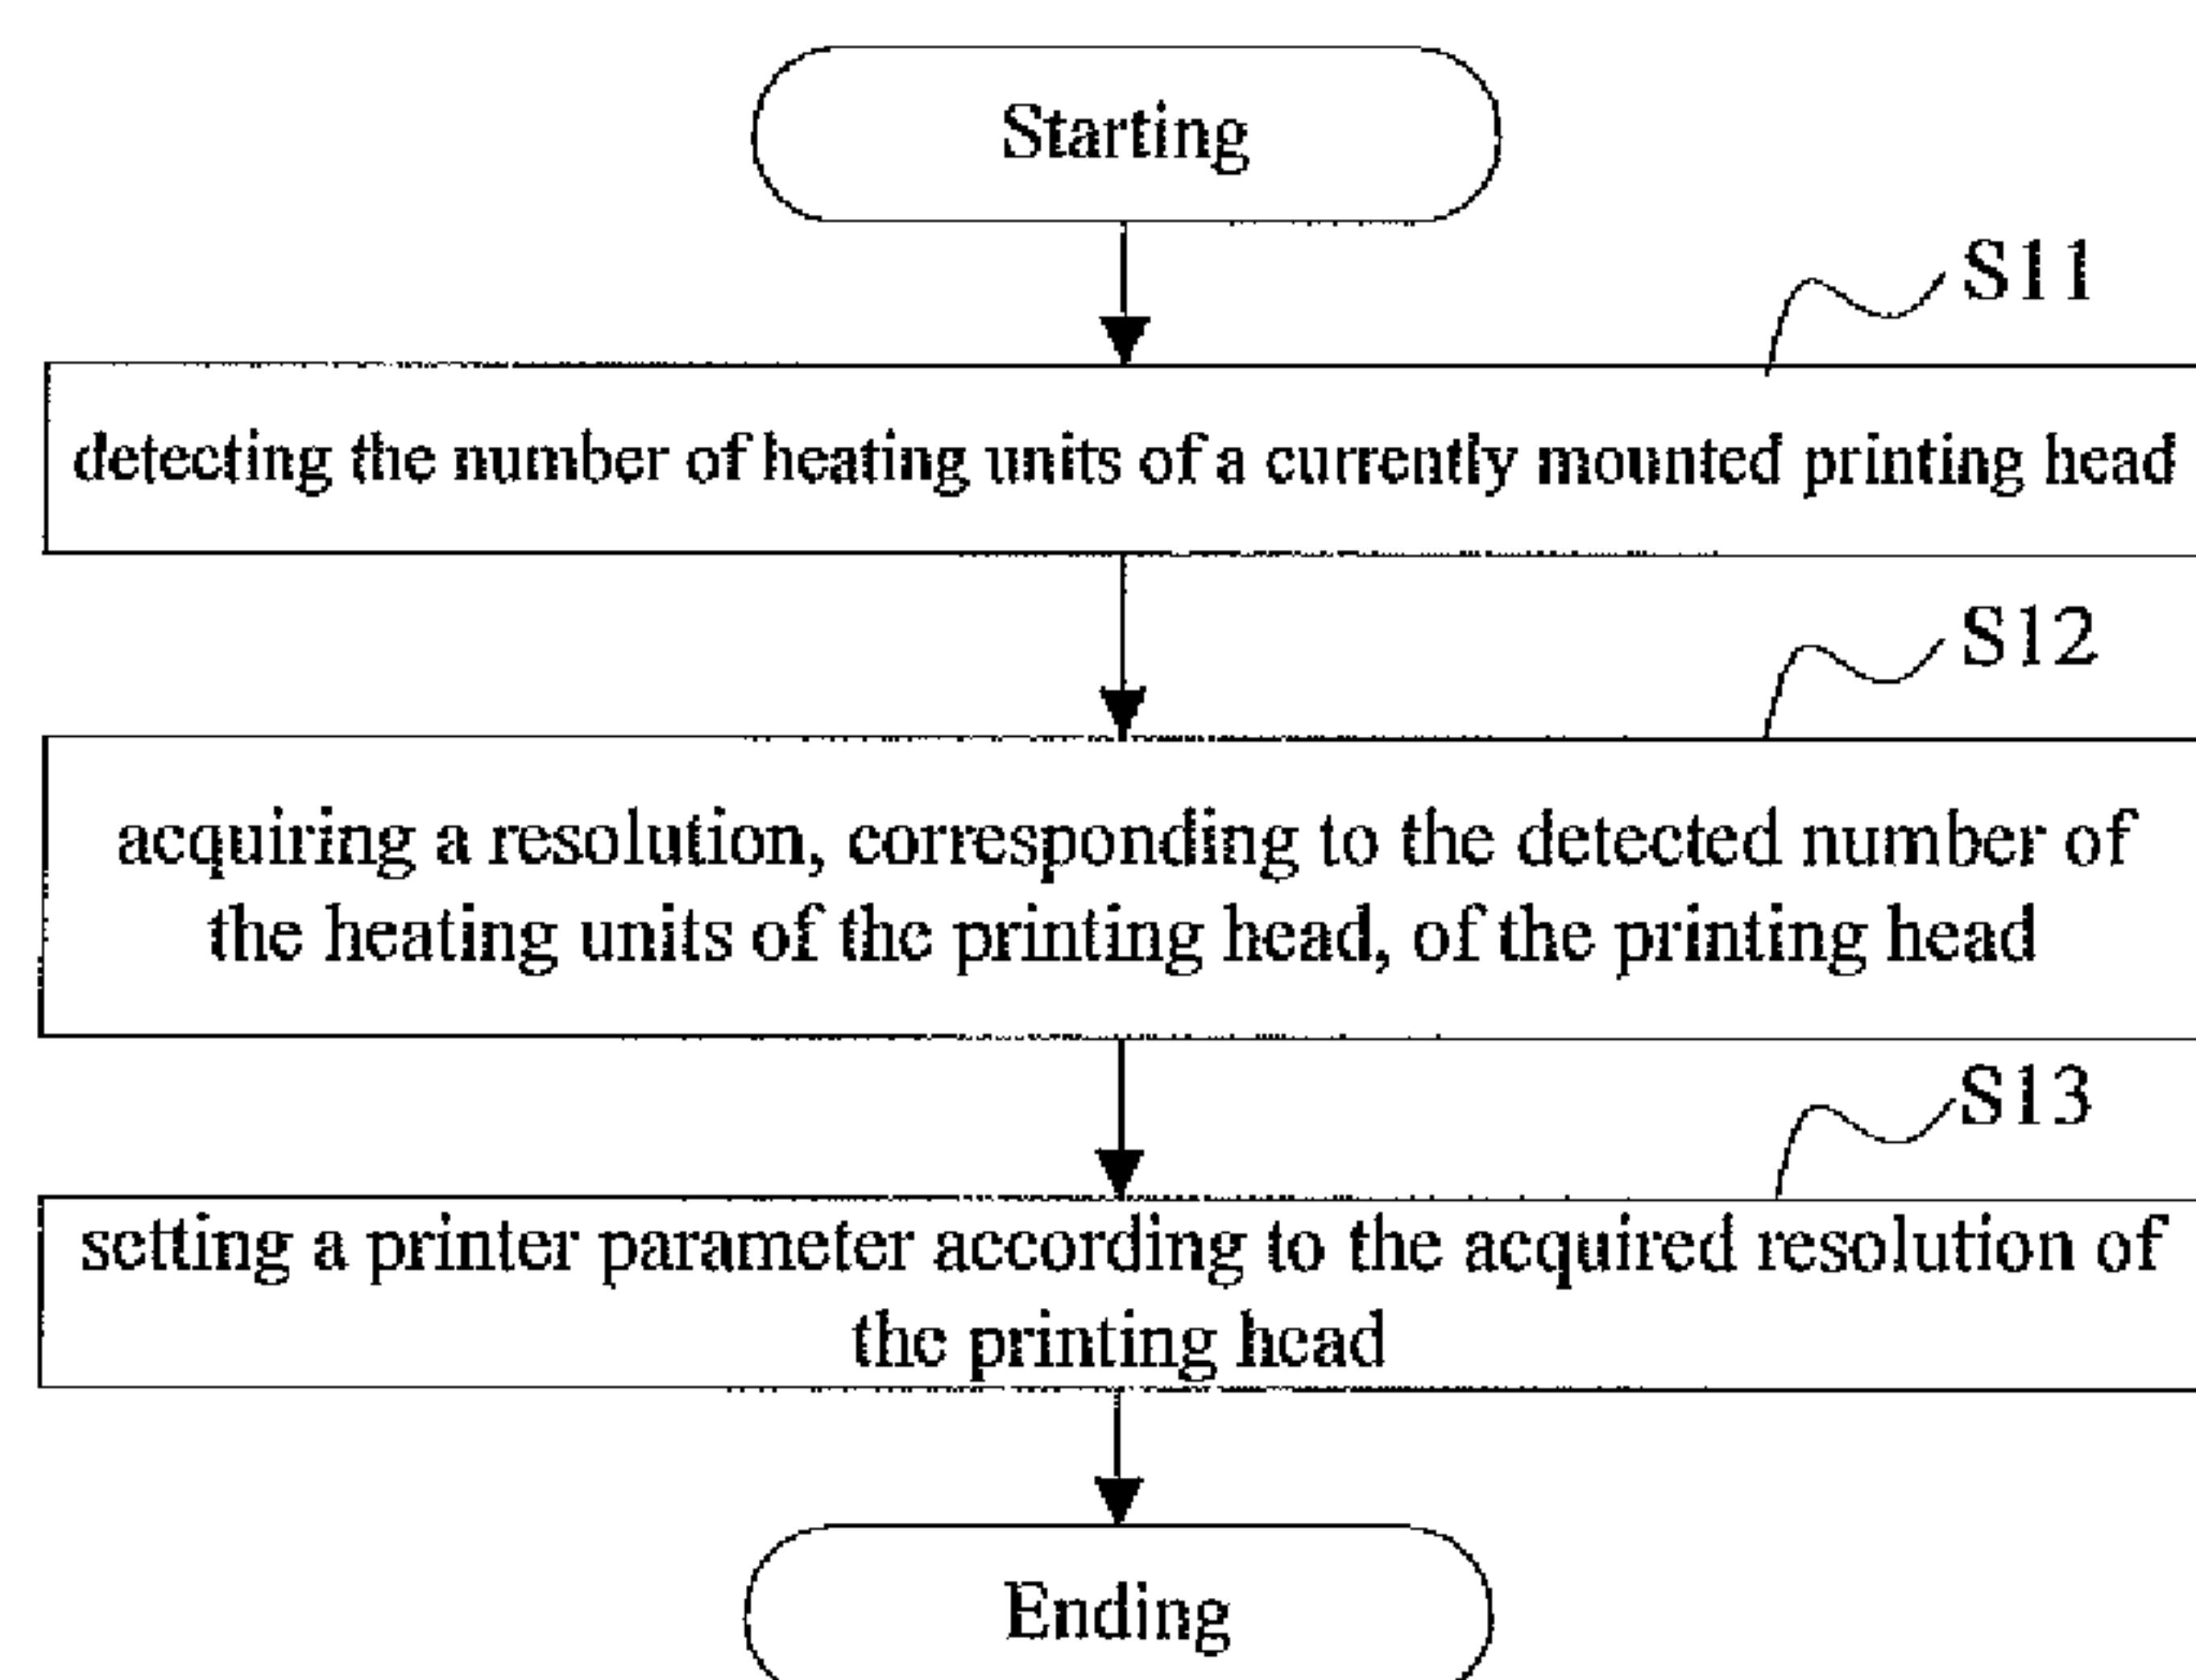 Starting
S11
detecting the number of heating units of a currently mounted printing head
S12
acquiring a resolution, corresponding to the detected number of
the heating units of the printing head, of the printing head
S13
setting a printer parameter according to the acquired resolution of
the printing head
Ending